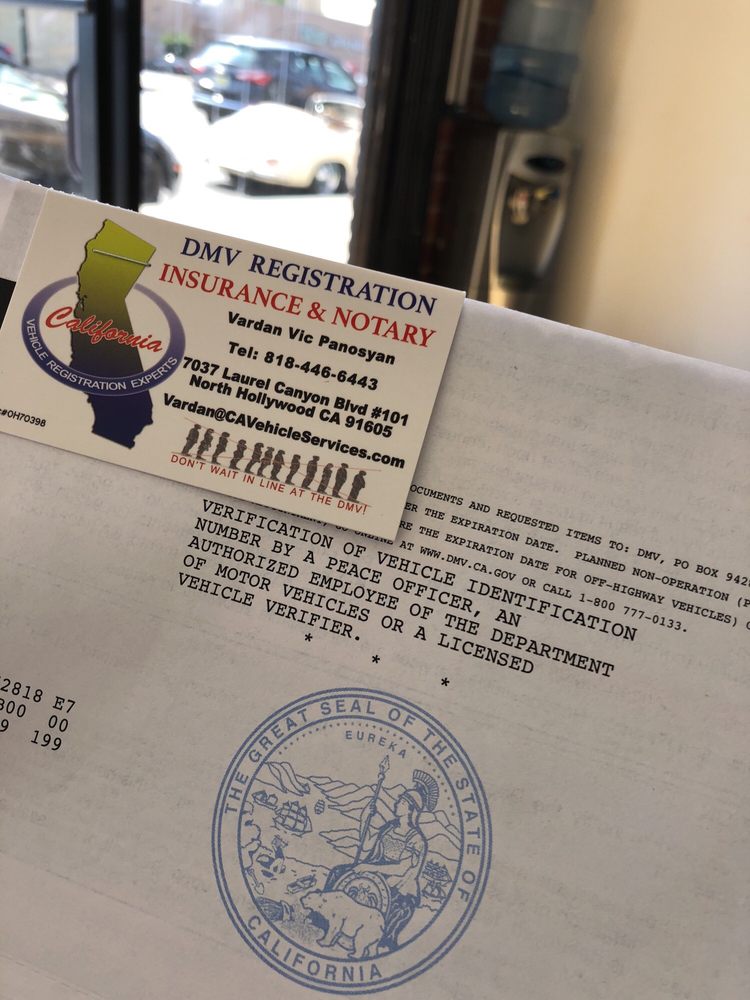 DMV REGISTRATION
INSURANCE & NOTARY
Vardan Vic Panosyan
Tel: 818-446-6443
7037 Laurel Canyon Blvd #101
North Hollywood CA 91605
Vardan@CAVehicleServices.com
DON'T WAIT IN LINE AT THE DMV!
California
VEHICLE REGISTRATION EXPERTS
#OH70398
DOCUMENTS AND REQUESTED ITEMS TO: DMV, PO BOX 942
THE EXPIRATION DATE. PLANNED NON-OPERATION (P
THE EXPIRATION DATE FOR OFF-HIGHWAY VEHICLES)
AT WWW.DMV.CA.GOV OR CALL 1-800 777-0133.
VERIFICATION OF VEHICLE IDENTIFICATION
NUMBER BY A PEACE OFFICER, AN
AUTHORIZED EMPLOYEE OF THE DEPARTMENT
OF MOTOR VEHICLES OR A LICENSED
VEHICLE VERIFIER.
* * *
2818 E7
800 00
9 199
THE GREAT SEAL OF THE STATE OF
EUREKA
CALIFORNIA